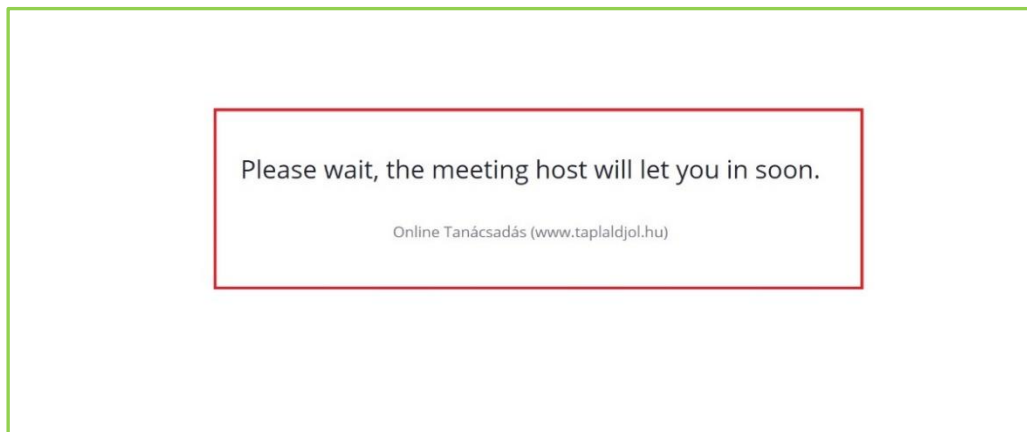 Please wait, the meeting host will let you in soon.
Online Tanácsadás (www.taplaldjol.hu)